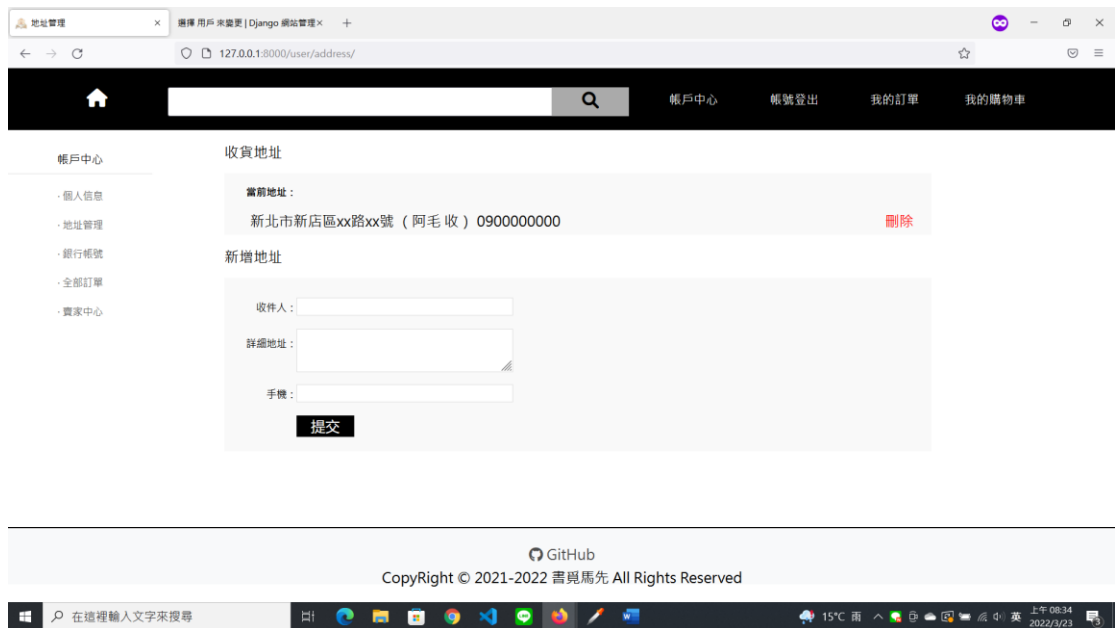 地址管理
選擇 用戶 來變更 | Django 網站管理
127.0.0.1:8000/user/address/
帳戶中心 帳號登出 我的訂單 我的購物車
帳戶中心
· 個人信息
· 地址管理
· 銀行帳號
· 全部訂單
· 賣家中心
收貨地址
當前地址：
新北市新店區xx路xx號 （ 阿毛 收 ） 0900000000 刪除
新增地址
收件人：
詳細地址：
手機：
提交
GitHub
CopyRight © 2021-2022 書覓馬先 All Rights Reserved
在這裡輸入文字來搜尋
15°C 雨
英
上午 08:34
2022/3/23